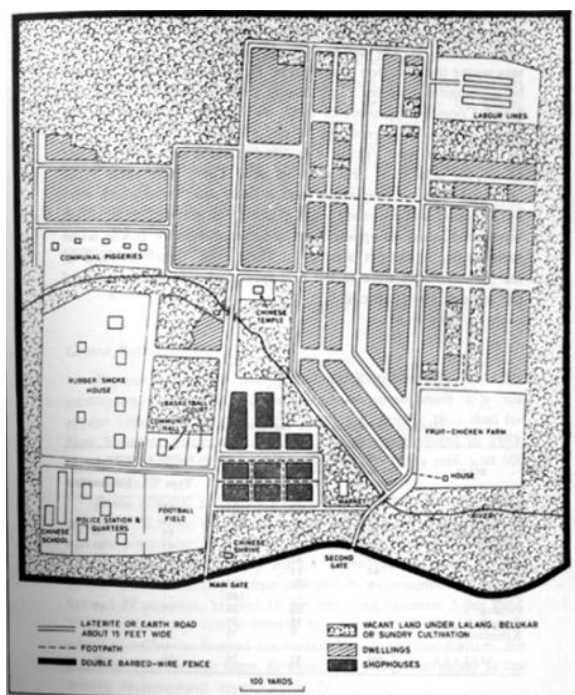 LABOUR LINES
COMMUNAL PIGGERIES
CHINESE
TEMPLE
RUBBER SMOKE
HOUSE
BASKETBALL
COURT
COMMUNITY
HALL
FRUIT-CHICKEN FARM
HOUSE
MARKET
RIVER
CHINESE
SCHOOL
POLICE STATION &
QUARTERS
FOOTBALL
FIELD
CHINESE
SHRINE
SECOND
GATE
MAIN GATE
LATERITE OR EARTH ROAD
ABOUT 15 FEET WIDE
FOOTPATH
DOUBLE BARBED-WIRE FENCE
VACANT LAND UNDER LALANG, BELUKAR
OR SUNDRY CULTIVATION
DWELLINGS
SHOPHOUSES
100 YARDS